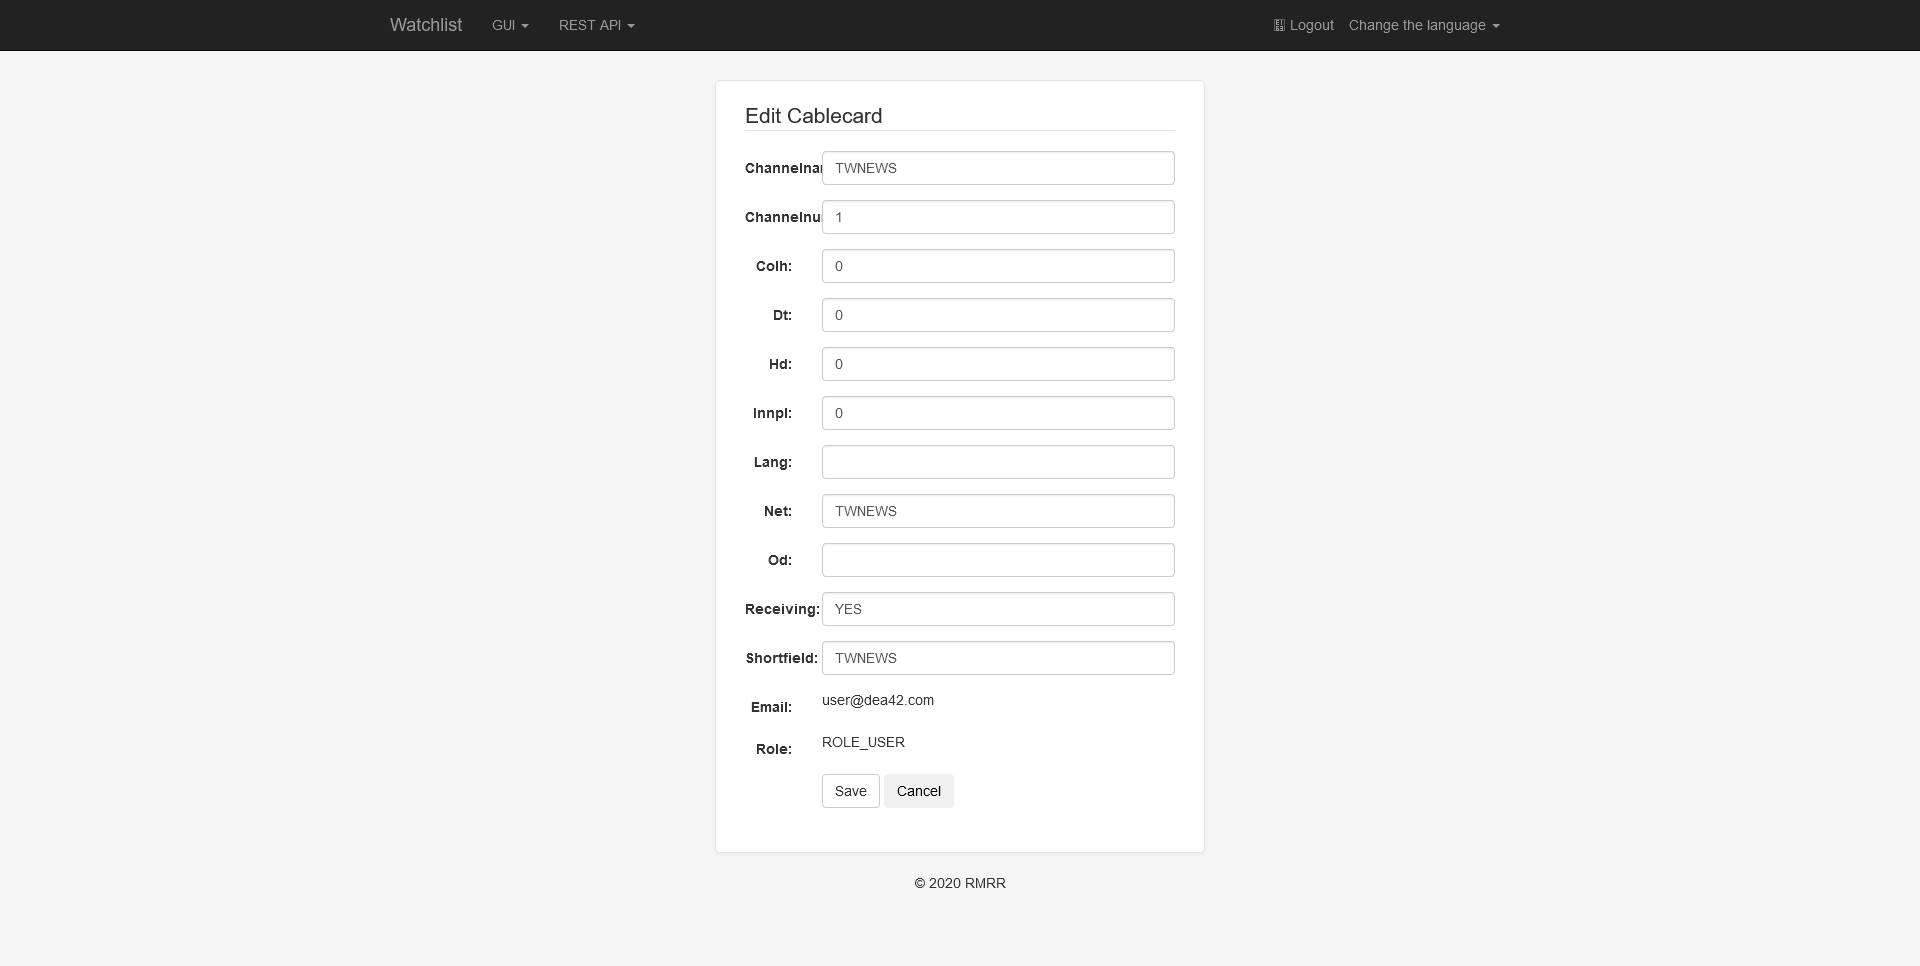 Watchlist GUI REST API Logout Change the language
Edit Cablecard
Channelna TWNEWS
Channelnu 1
Colh: 0
Dt: 0
Hd: 0
Innpl: 0
Lang:
Net: TWNEWS
Od:
Receiving: YES
Shortfield: TWNEWS
Email: user@dea42.com
Role: ROLE_USER
Save Cancel
© 2020 RMRR